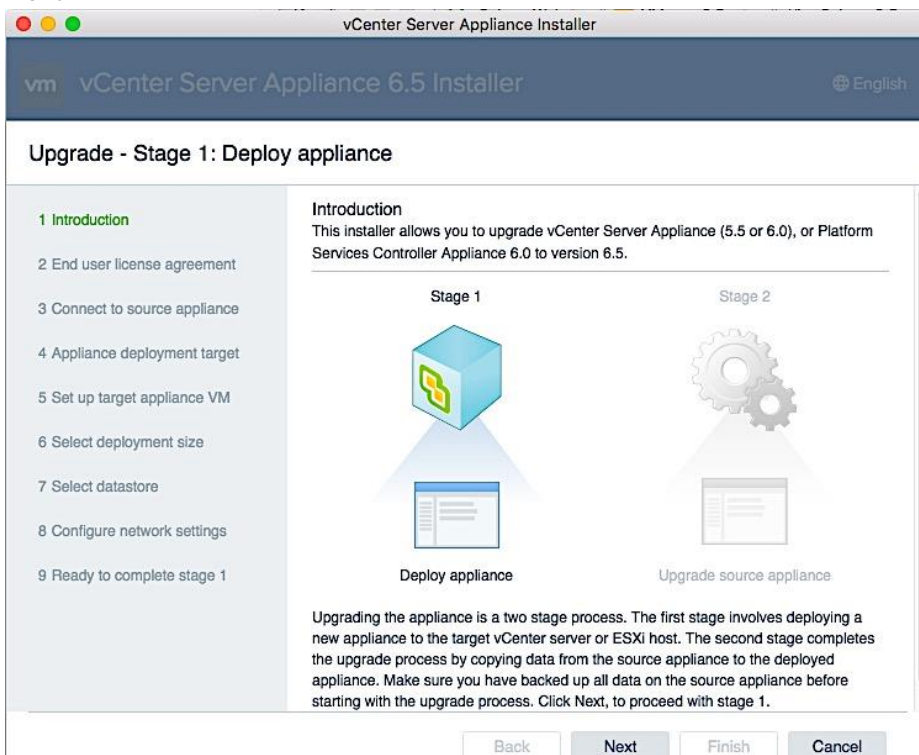 vCenter Server Appliance Installer
vm vCenter Server Appliance 6.5 Installer
English
Upgrade - Stage 1: Deploy appliance
1 Introduction
2 End user license agreement
3 Connect to source appliance
4 Appliance deployment target
5 Set up target appliance VM
6 Select deployment size
7 Select datastore
8 Configure network settings
9 Ready to complete stage 1
Introduction
This installer allows you to upgrade vCenter Server Appliance (5.5 or 6.0), or Platform
Services Controller Appliance 6.0 to version 6.5.
Stage 1
Stage 2
Deploy appliance
Upgrade source appliance
Upgrading the appliance is a two stage process. The first stage involves deploying a
new appliance to the target vCenter server or ESXi host. The second stage completes
the upgrade process by copying data from the source appliance to the deployed
appliance. Make sure you have backed up all data on the source appliance before
starting with the upgrade process. Click Next, to proceed with stage 1.
Back
Next
Finish
Cancel